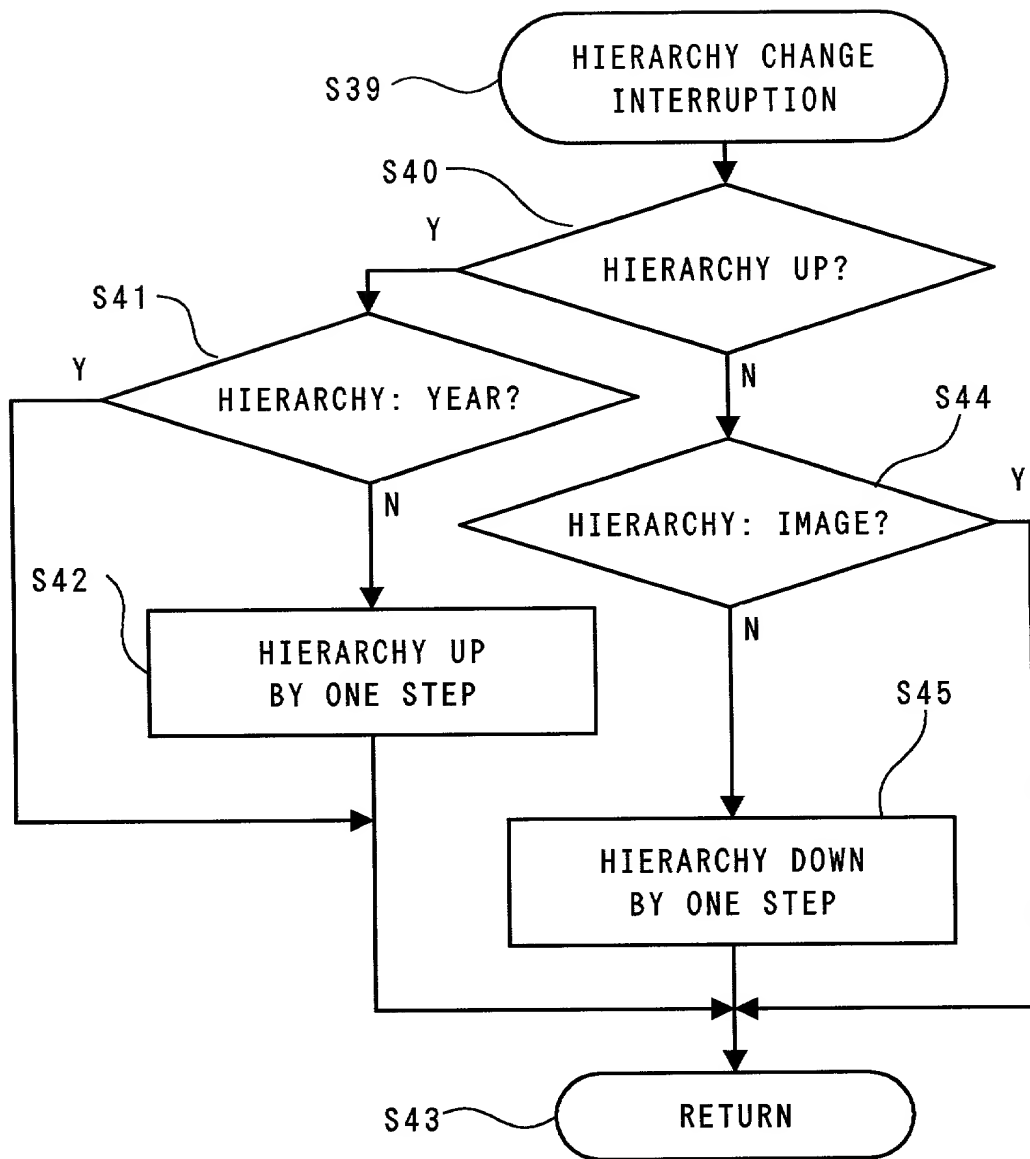 HIERARCHY CHANGE
INTERRUPTION
S39
S40
Y
HIERARCHY UP?
S41
Y
HIERARCHY: YEAR?
N
S44
N
HIERARCHY: IMAGE?
Y
S42
HIERARCHY UP
BY ONE STEP
N
S45
HIERARCHY DOWN
BY ONE STEP
S43
RETURN